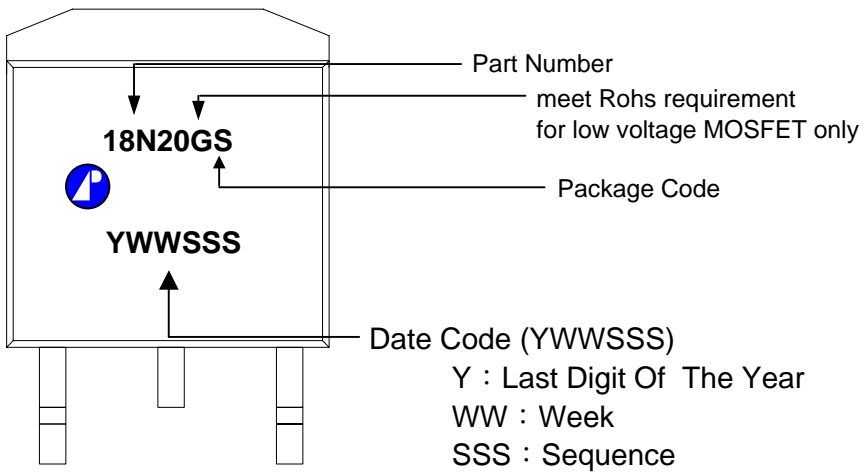 Part Number
meet Rohs requirement
for low voltage MOSFET only
18N20GS
Package Code
YWWSSS
Date Code (YWWSSS)
Y：Last Digit Of The Year
WW：Week
SSS：Sequence